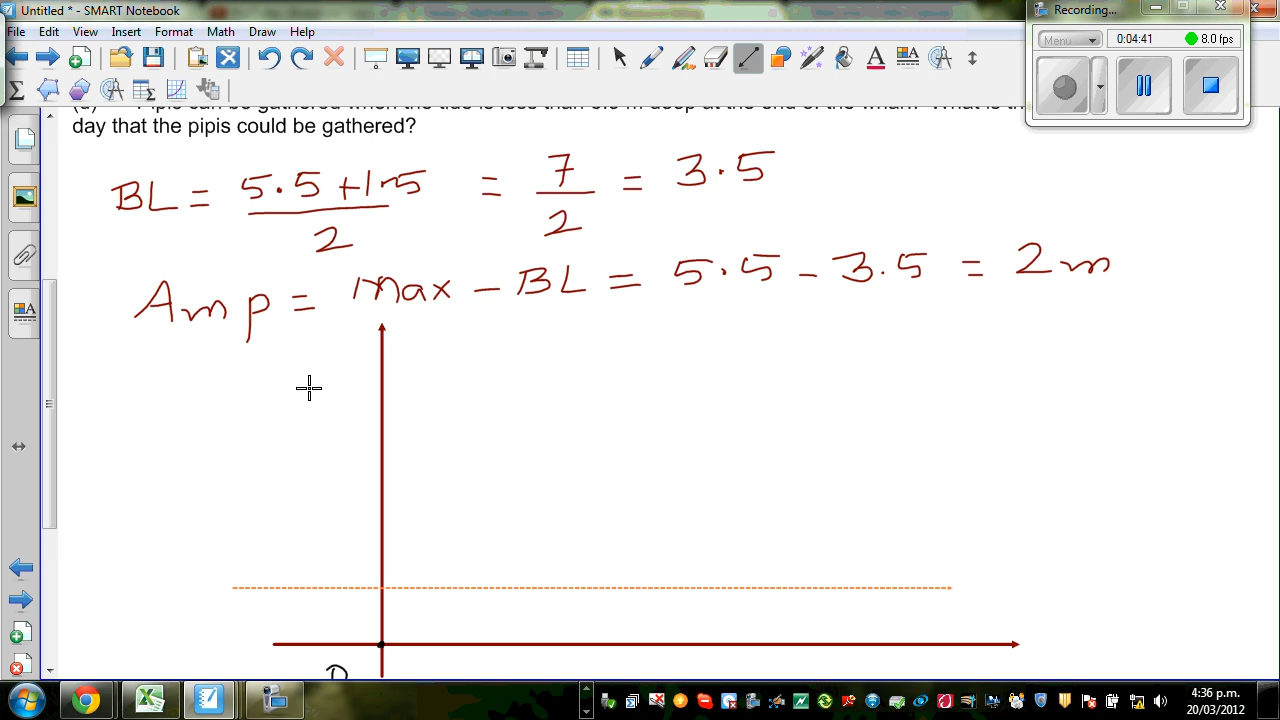 Untitled * - SMART Notebook
File Edit View Insert Format Math Draw Help
Recording...
Menu 0:04:41 8.0 fps
day that the pipis could be gathered?
BL = 5.5 + 1.5 / 2 = 7 / 2 = 3.5
Amp = max - BL = 5.5 - 3.5 = 2m
4:36 p.m.
20/03/2012